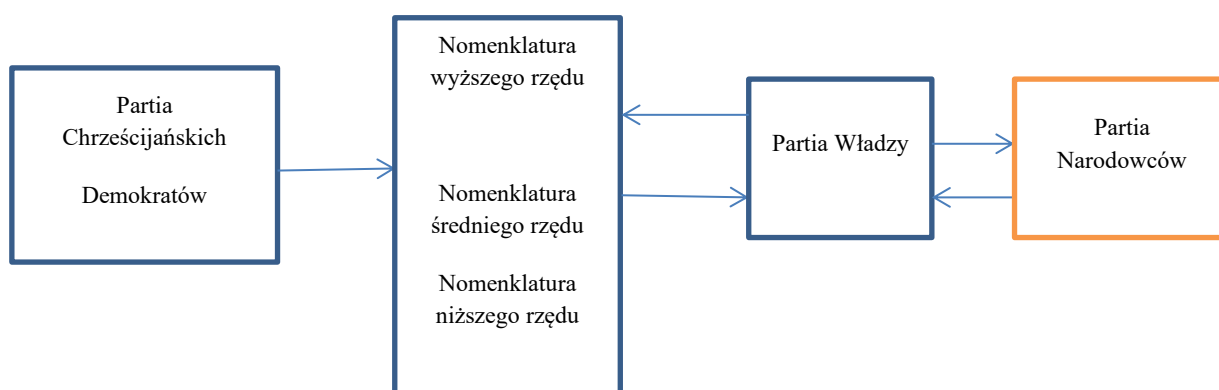 Partia
Chrześcijańskich
Demokratów
Nomenklatura
wyższego rzędu
Nomenklatura
średniego rzędu
Nomenklatura
niższego rzędu
Partia Władzy
Partia
Narodowców